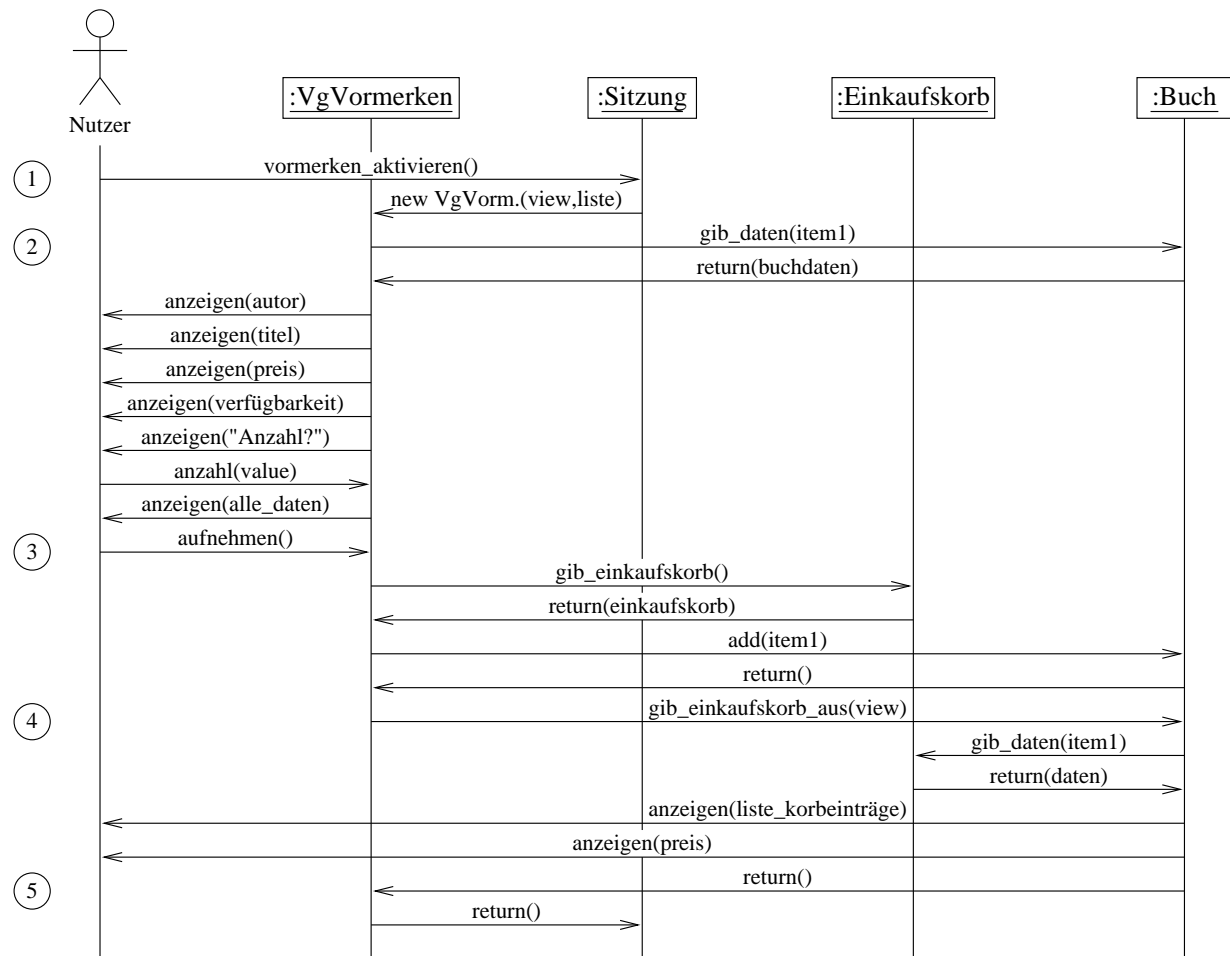 :VgVormerken
:Sitzung
:Einkaufskorb
:Buch
Nutzer
vormerken_aktivieren()
1
new VgVorm.(view,liste)
gib_daten(item1)
2
return(buchdaten)
anzeigen(autor)
anzeigen(titel)
anzeigen(preis)
anzeigen(verfügbarkeit)
anzeigen("Anzahl?")
anzahl(value)
anzeigen(alle_daten)
aufnehmen()
3
gib_einkaufskorb()
return(einkaufskorb)
add(item1)
return()
gib_einkaufskorb_aus(view)
4
gib_daten(item1)
return(daten)
anzeigen(liste_korbeinträge)
anzeigen(preis)
return()
5
return()